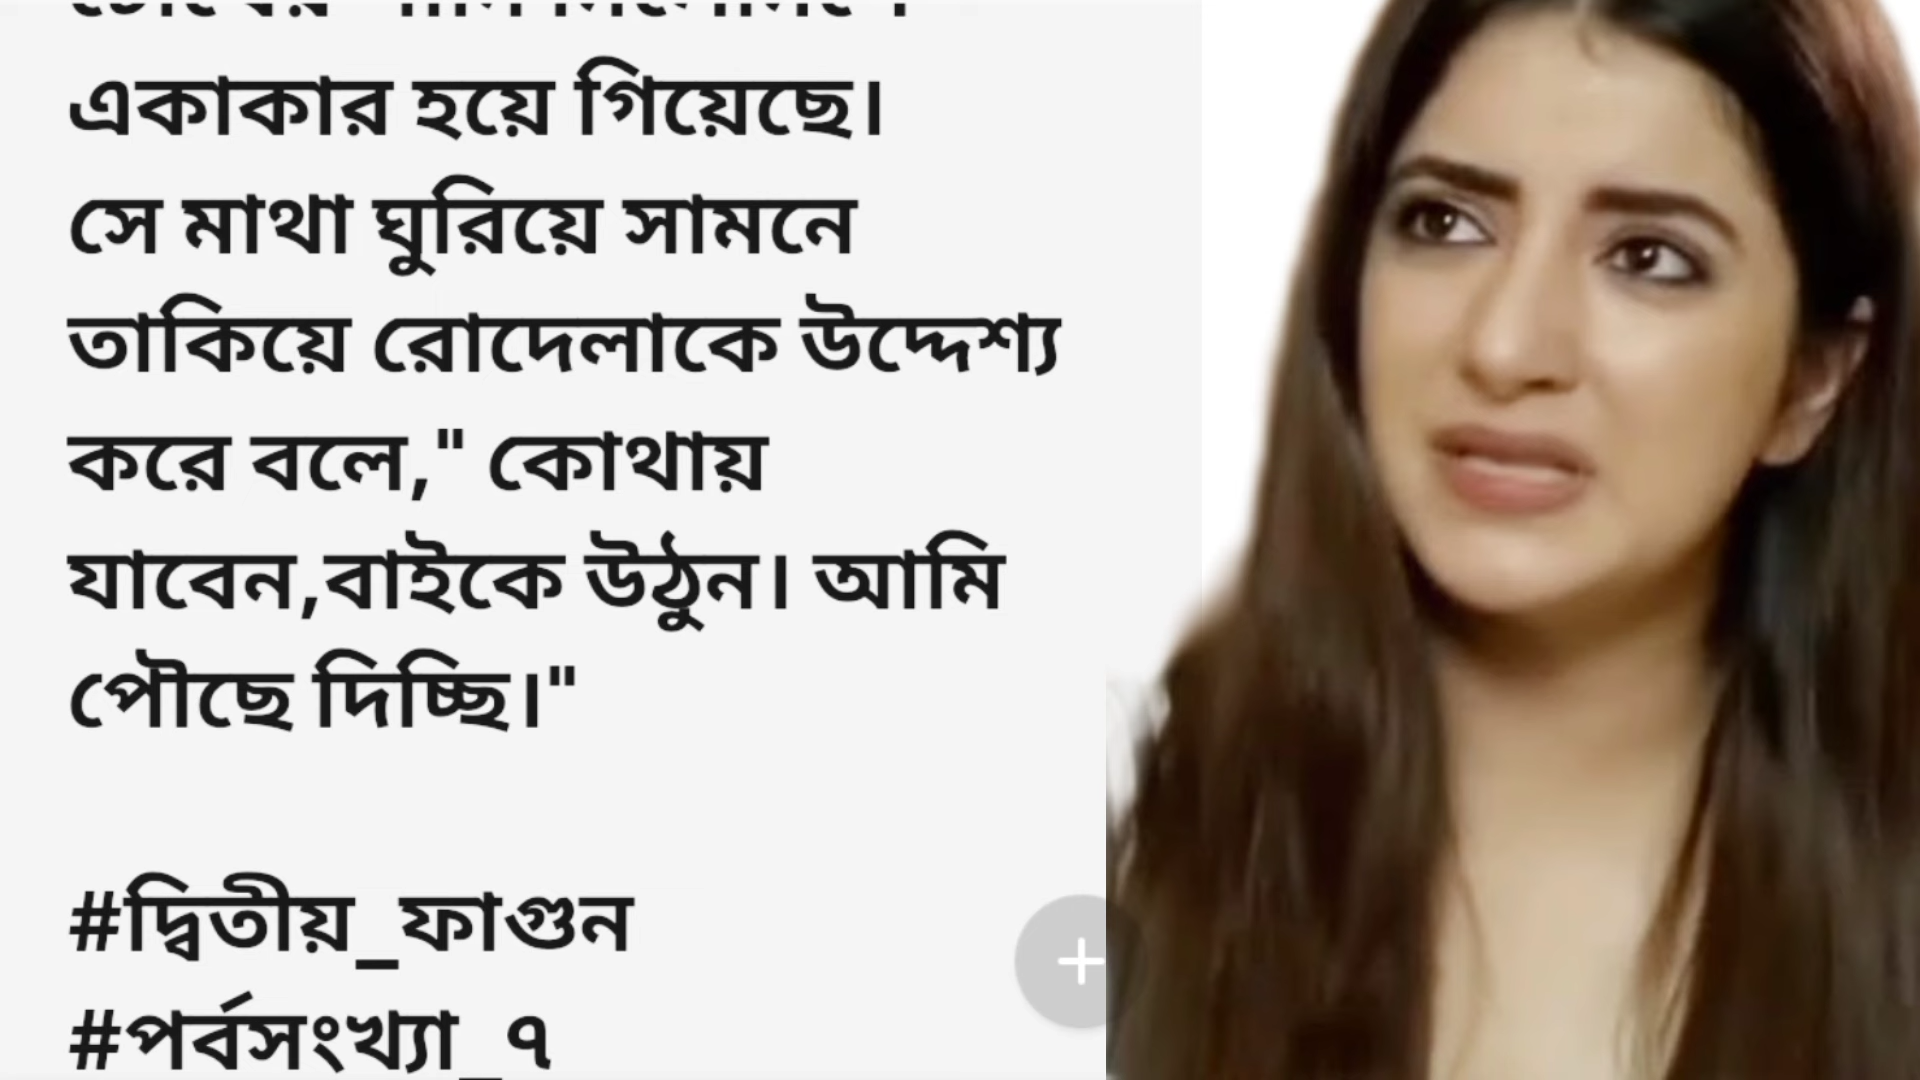 একাকার হয়ে গিয়েছে।
সে মাথা ঘুরিয়ে সামনে
তাকিয়ে রোদেলাকে উদ্দেশ্য
করে বলে," কোথায়
যাবেন,বাইকে উঠুন। আমি
পৌছে দিচ্ছি।"
#দ্বিতীয়_ফাগুন
#পর্বসংখ্যা_৭